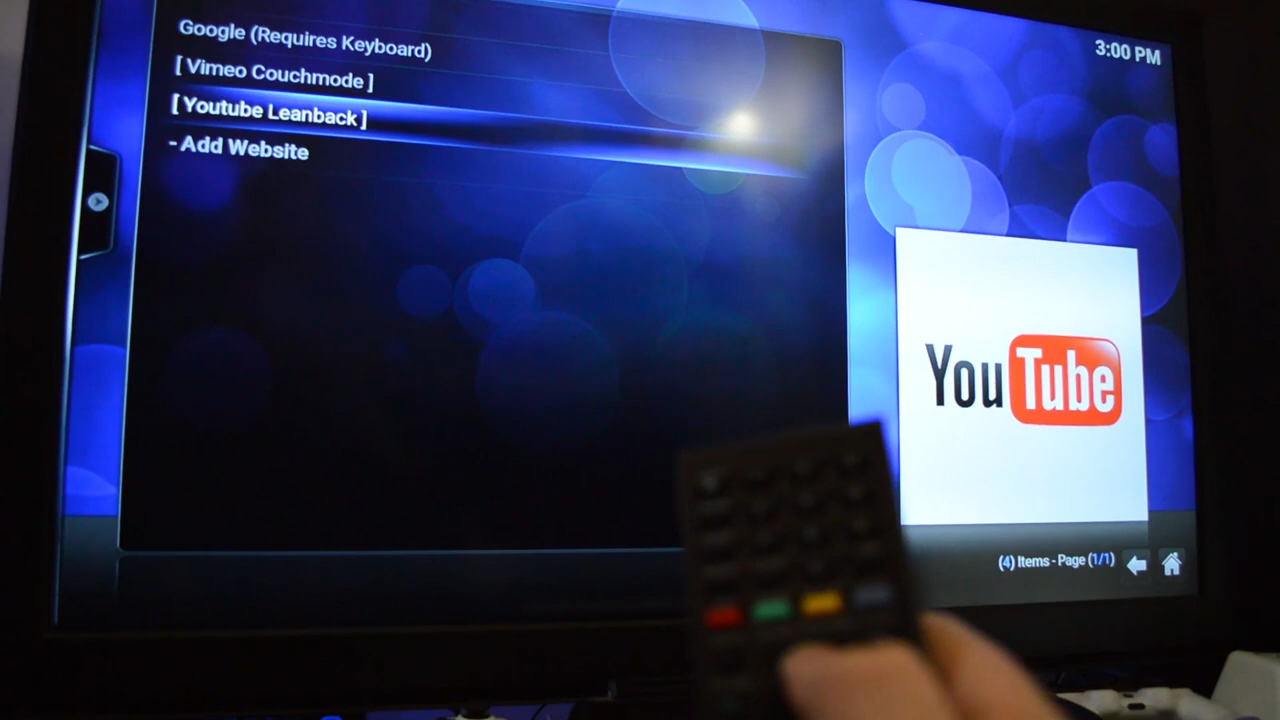 Google (Requires Keyboard)
3:00 PM
[ Vimeo Couchmode ]
[ Youtube Leanback ]
- Add Website
YouTube
(4) Items - Page (1/1)